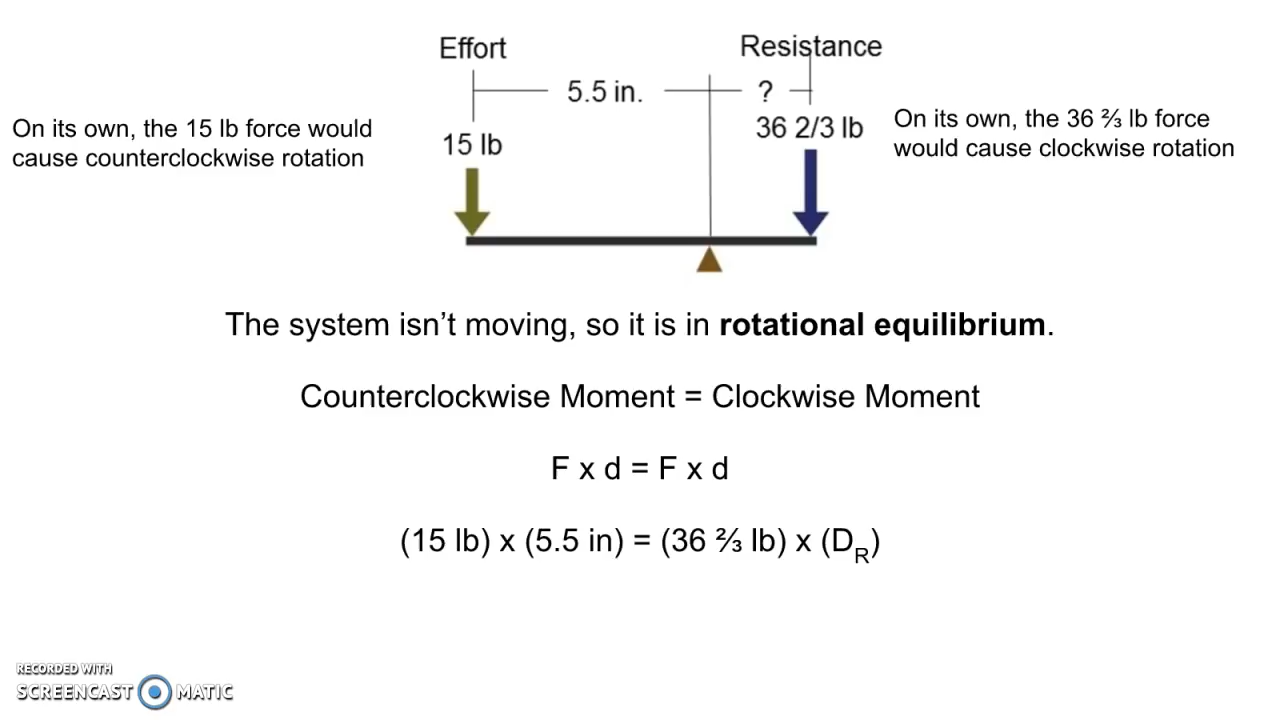 Effort
Resistance
5.5 in.
?
On its own, the 15 lb force would
cause counterclockwise rotation
15 lb
36 2/3 lb
On its own, the 36 ⅔ lb force
would cause clockwise rotation
The system isn't moving, so it is in rotational equilibrium.
Counterclockwise Moment = Clockwise Moment
F x d = F x d
(15 lb) x (5.5 in) = (36 ⅔ lb) x (D_R)
RECORDED WITH
SCREENCAST MATIC